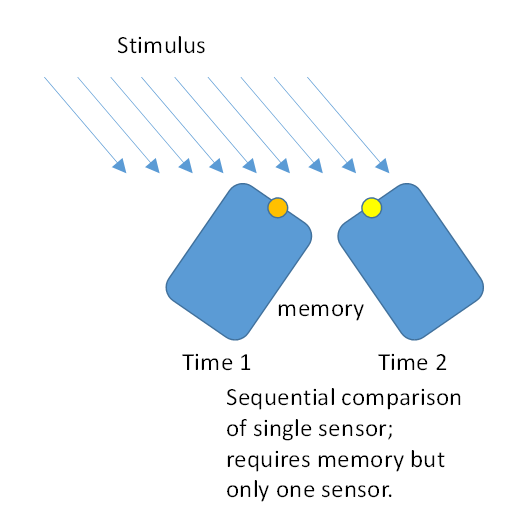 Stimulus
memory
Time 1
Time 2
Sequential comparison
of single sensor;
requires memory but
only one sensor.